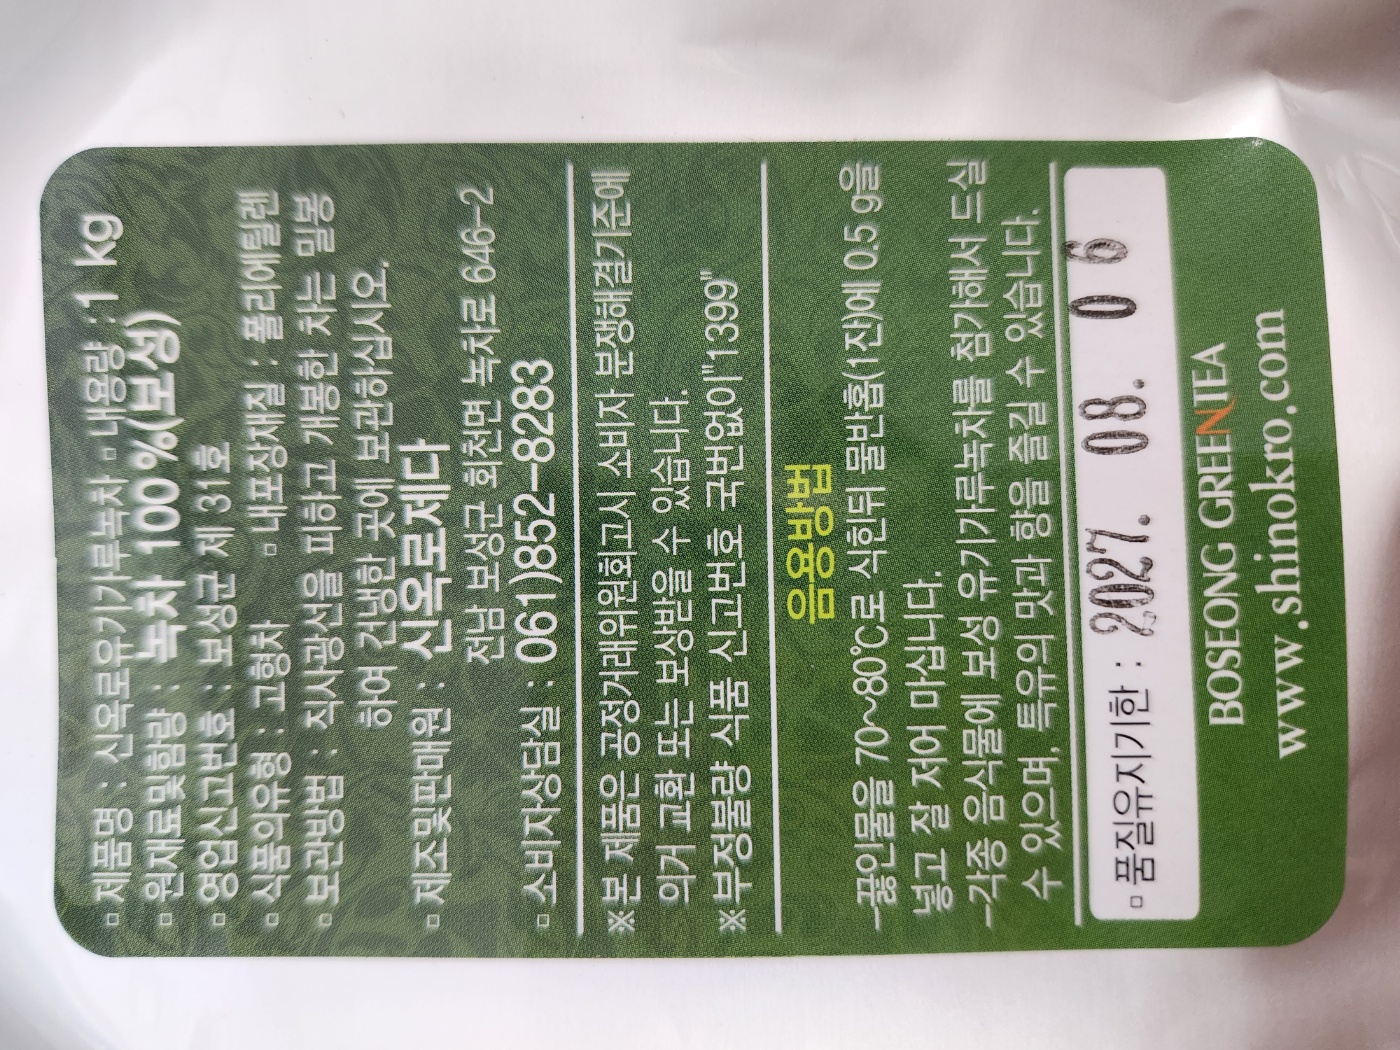 ▫ 제품명 : 신옥로유기가루녹차 ▫ 내용량 : 1 kg
▫ 원재료및함량 : 녹차 100%(보성)
▫ 영업신고번호 : 보성군 제 31호
▫ 식품의유형 : 고형차 ▫ 내포장재질 : 폴리에틸렌
▫ 보관방법 : 직사광선을 피하고 개봉한 차는 밀봉
하여 건냉한 곳에 보관하십시오.
▫ 제조및판매원 : 신옥로제다
전남 보성군 회천면 녹차로 646-2
▫ 소비자상담실 : 061)852-8283
※본 제품은 공정거래위원회고시 소비자 분쟁해결기준에
의거 교환 또는 보상받을 수 있습니다.
※부정불량 식품 신고번호 국번없이"1399"
음용방법
-끓인물을 70~80℃로 식힌뒤 물반홉(1잔)에 0.5 g을
넣고 잘 저어 마십니다.
-각종 음식물에 보성 유기가루녹차를 첨가해서 드실
수 있으며, 특유의 맛과 향을 즐길 수 있습니다.
▫ 품질유지기한 : 2027. 08. 06
BOSEONG GREENTEA
www.shinokro.com